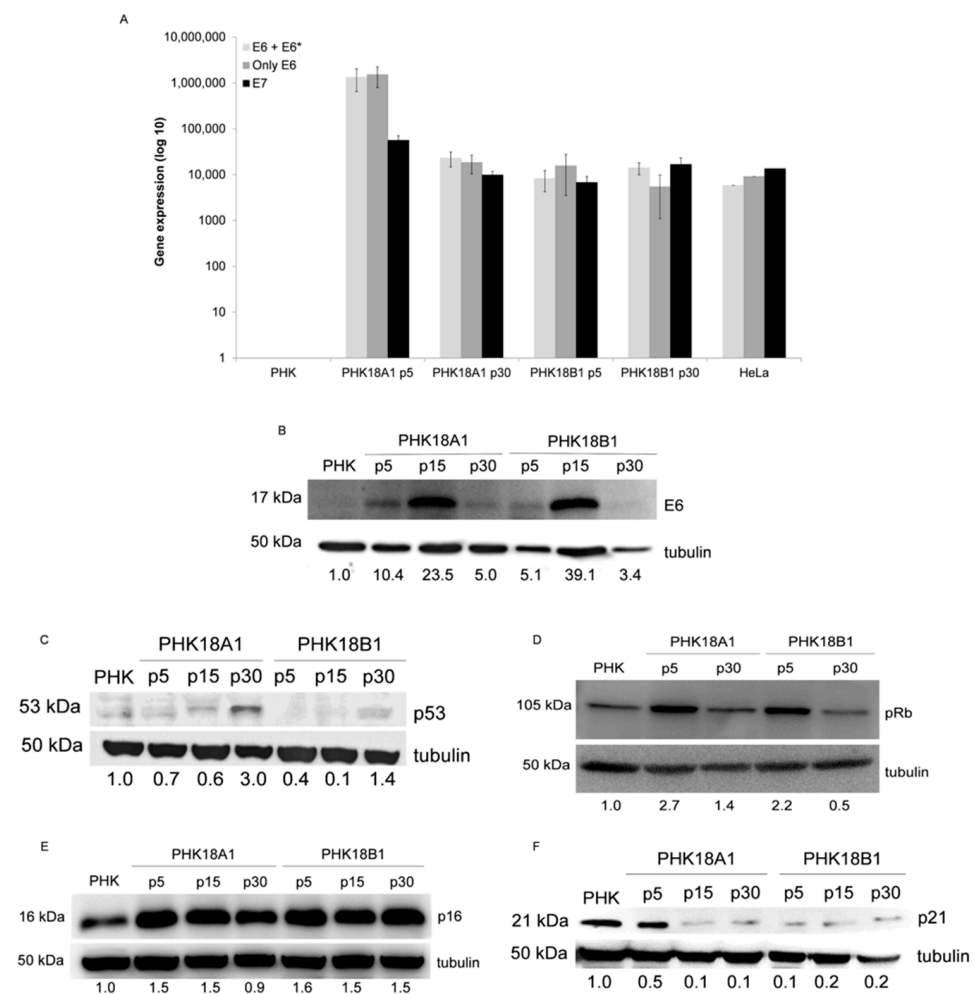 A
10,000,000
1,000,000
100,000
10,000
1000
100
10
1
Gene expression (log 10)
E6 + E6*
Only E6
E7
PHK PHK18A1 p5 PHK18A1 p30 PHK18B1 p5 PHK18B1 p30 HeLa
B
PHK18A1 PHK18B1
PHK p5 p15 p30 p5 p15 p30
17 kDa E6
50 kDa tubulin
1.0 10.4 23.5 5.0 5.1 39.1 3.4
C
PHK18A1 PHK18B1
PHK p5 p15 p30 p5 p15 p30
53 kDa p53
50 kDa tubulin
1.0 0.7 0.6 3.0 0.4 0.1 1.4
D
PHK18A1 PHK18B1
PHK p5 p30 p5 p30
105 kDa pRb
50 kDa tubulin
1.0 2.7 1.4 2.2 0.5
E
PHK18A1 PHK18B1
PHK p5 p15 p30 p5 p15 p30
16 kDa p16
50 kDa tubulin
1.0 1.5 1.5 0.9 1.6 1.5 1.5
F
PHK18A1 PHK18B1
PHK p5 p15 p30 p5 p15 p30
21 kDa p21
50 kDa tubulin
1.0 0.5 0.1 0.1 0.1 0.2 0.2